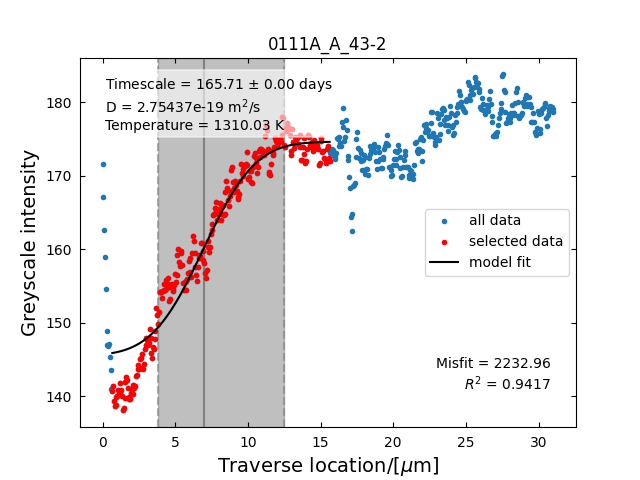 0111A_A_43-2
Timescale = 165.71 ± 0.00 days
D = 2.75437e-19 m²/s
Temperature = 1310.03 K
180
170
160
150
140
Greyscale intensity
all data
selected data
model fit
Misfit = 2232.96
R² = 0.9417
0 5 10 15 20 25 30
Traverse location/[μm]